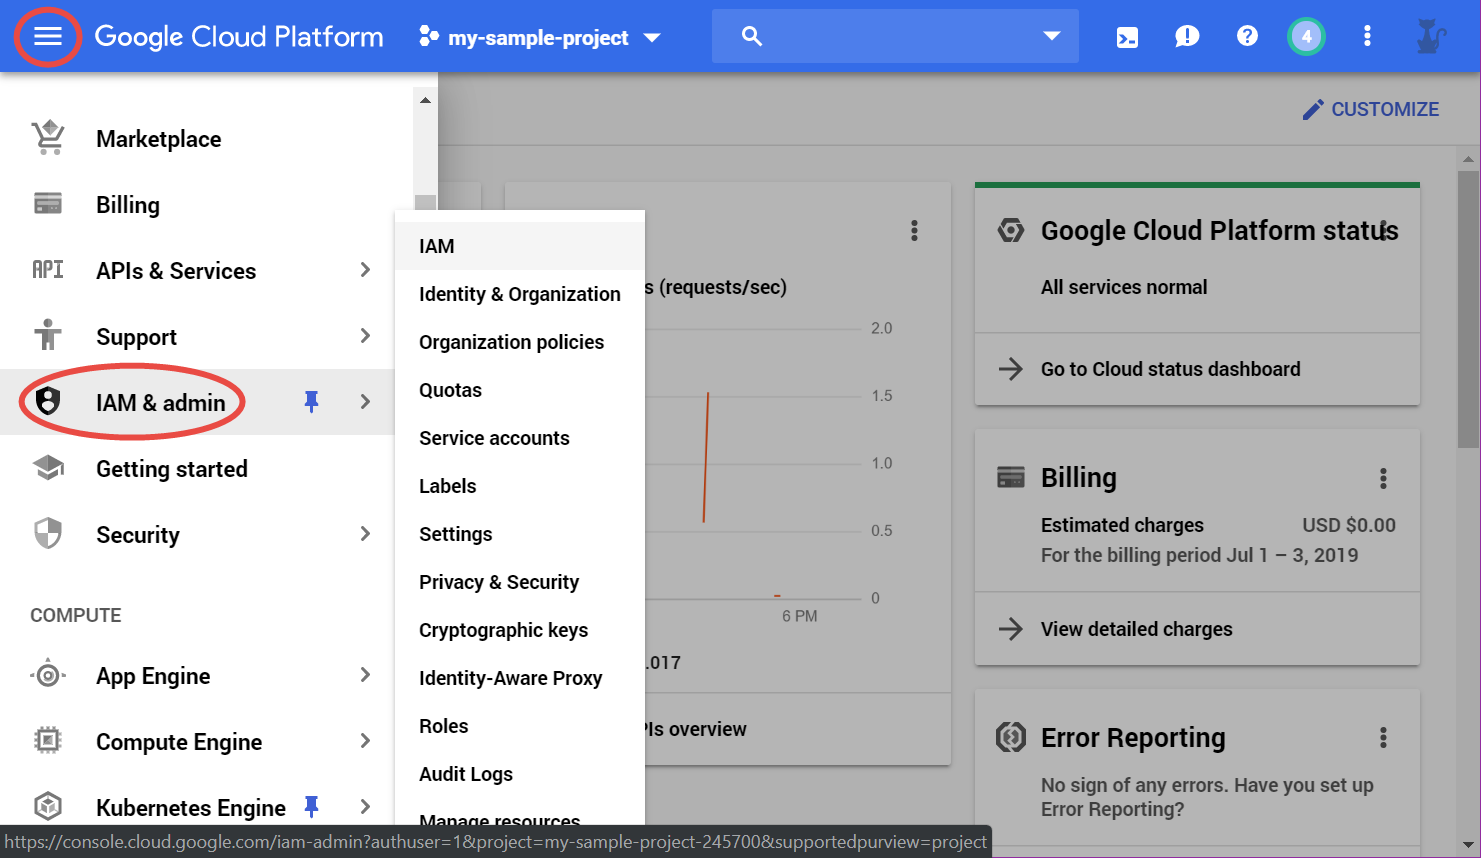 Google Cloud Platform
my-sample-project
4
CUSTOMIZE
Marketplace
Billing
API
APIs & Services
Support
IAM & admin
Getting started
Security
COMPUTE
App Engine
Compute Engine
Kubernetes Engine
IAM
Identity & Organization
Organization policies
Quotas
Service accounts
Labels
Settings
Privacy & Security
Cryptographic keys
Identity-Aware Proxy
Roles
Audit Logs
Manage resources
s (requests/sec)
2.0
1.5
1.0
0.5
0
6 PM
.017
PIs overview
Google Cloud Platform status
All services normal
Go to Cloud status dashboard
Billing
Estimated charges USD $0.00
For the billing period Jul 1 – 3, 2019
View detailed charges
Error Reporting
No sign of any errors. Have you set up
Error Reporting?
https://console.cloud.google.com/iam-admin?authuser=1&project=my-sample-project-245700&supportedpurview=project